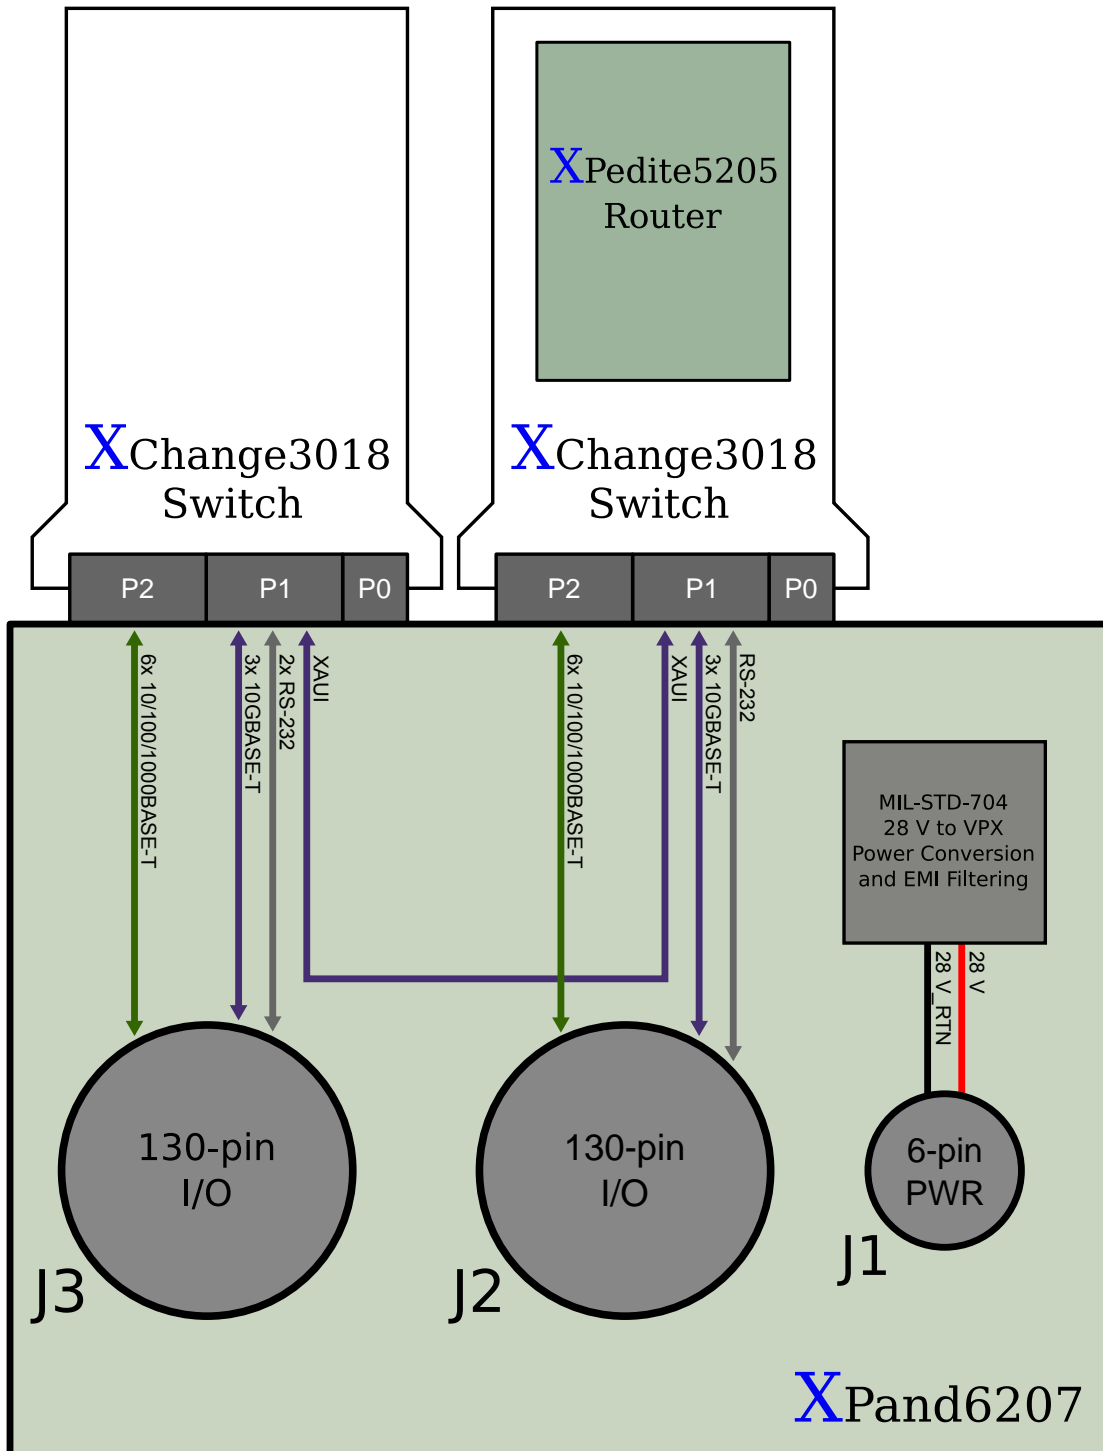 XPedite5205
Router
XChange3018
Switch
XChange3018
Switch
P2
P1
P0
P2
P1
P0
6x 10/100/1000BASE-T
3x 10GBASE-T
2x RS-232
XAUI
6x 10/100/1000BASE-T
XAUI
3x 10GBASE-T
RS-232
MIL-STD-704
28 V to VPX
Power Conversion
and EMI Filtering
28 V_RTN
28 V
130-pin
I/O
J3
130-pin
I/O
J2
6-pin
PWR
J1
XPand6207